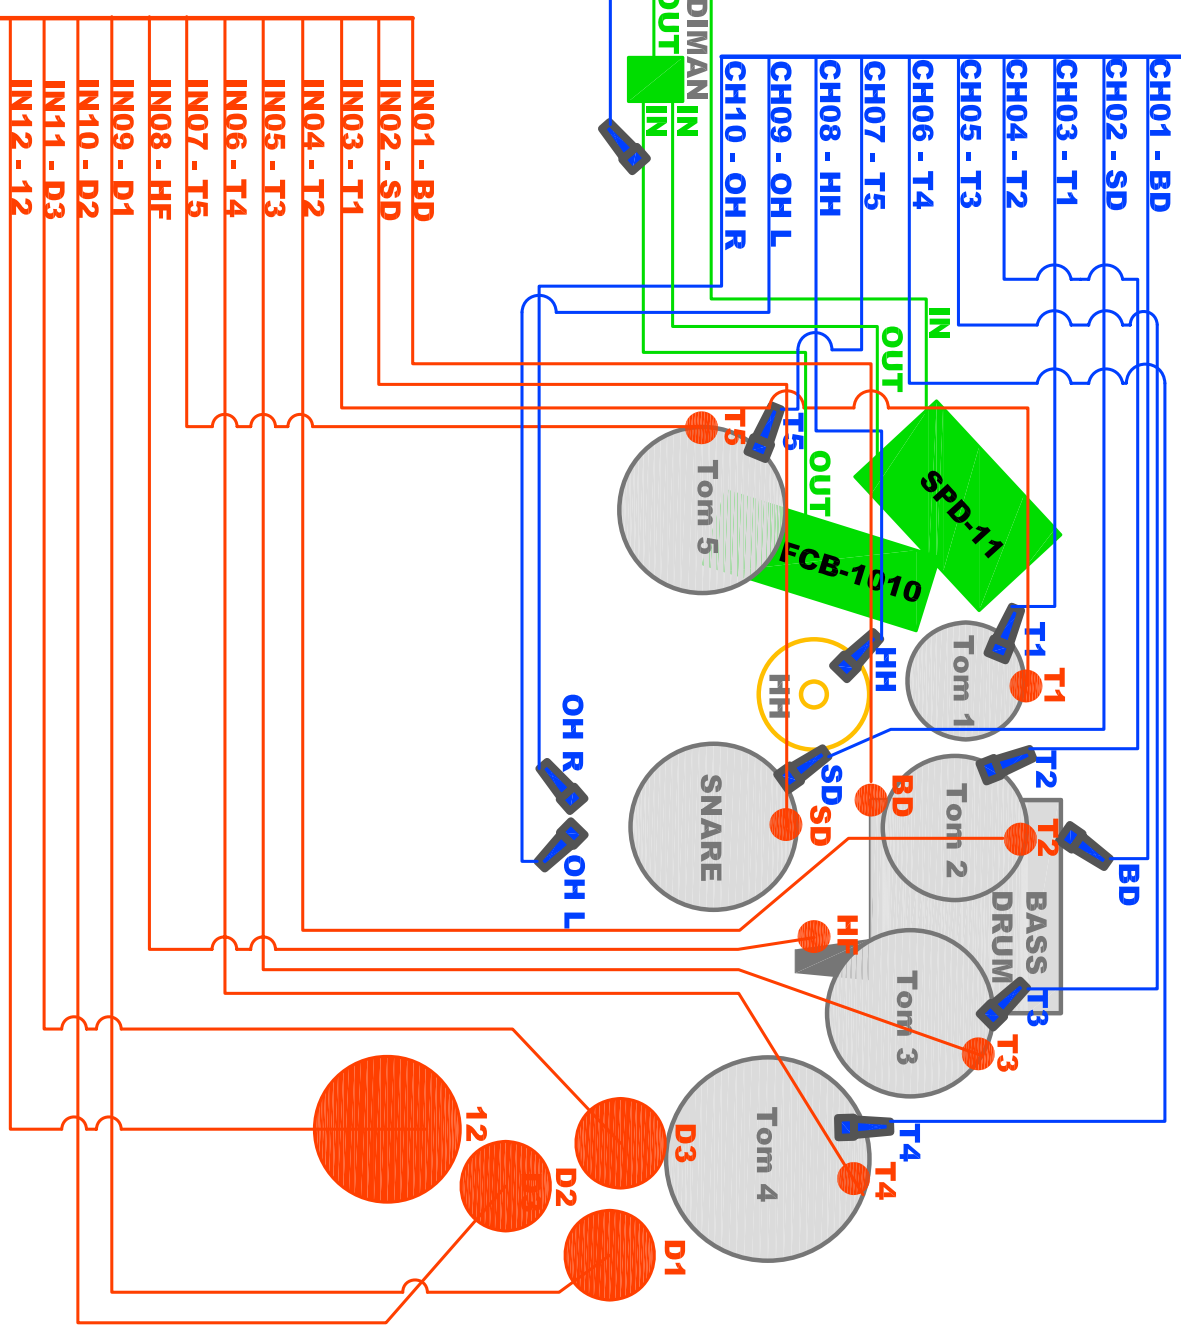 IN01 - BD
IN02 - SD
IN03 - T1
IN04 - T2
IN05 - T3
IN06 - T4
IN07 - T5
IN08 - HF
IN09 - D1
IN10 - D2
IN11 - D3
IN12 - 12
CH01 - BD
CH02 - SD
CH03 - T1
CH04 - T2
CH05 - T3
CH06 - T4
CH07 - T5
CH08 - HH
CH09 - OH L
CH10 - OH R
DIMAN
OUT
IN
IN
IN
OUT
OUT
SPD-11
FCB-1010
T5
T5
Tom 5
T1
T1
Tom 1
HH
HH
OH R
OH L
SD
SD
SNARE
BD
T2
T2
Tom 2
BD
BASS
DRUM
HF
T3
T3
Tom 3
T4
T4
Tom 4
12
D3
D2
D1